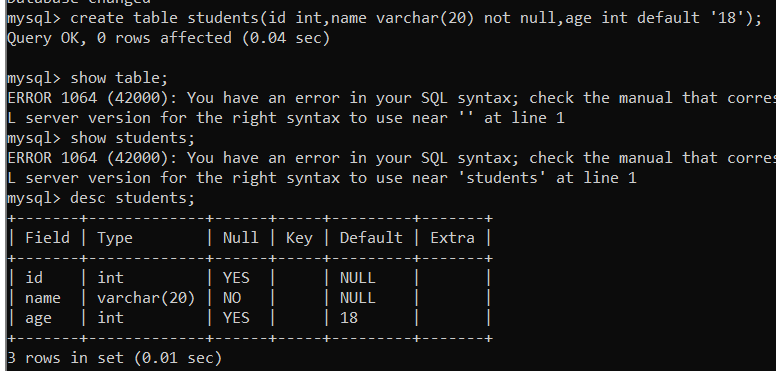 Database changed
mysql> create table students(id int,name varchar(20) not null,age int default '18');
Query OK, 0 rows affected (0.04 sec)
mysql> show table;
ERROR 1064 (42000): You have an error in your SQL syntax; check the manual that corres
L server version for the right syntax to use near '' at line 1
mysql> show students;
ERROR 1064 (42000): You have an error in your SQL syntax; check the manual that corres
L server version for the right syntax to use near 'students' at line 1
mysql> desc students;
+-------+-------------+------+-----+---------+-------+
| Field | Type        | Null | Key | Default | Extra |
+-------+-------------+------+-----+---------+-------+
| id    | int         | YES  |     | NULL    |       |
| name  | varchar(20) | NO   |     | NULL    |       |
| age   | int         | YES  |     | 18      |       |
+-------+-------------+------+-----+---------+-------+
3 rows in set (0.01 sec)